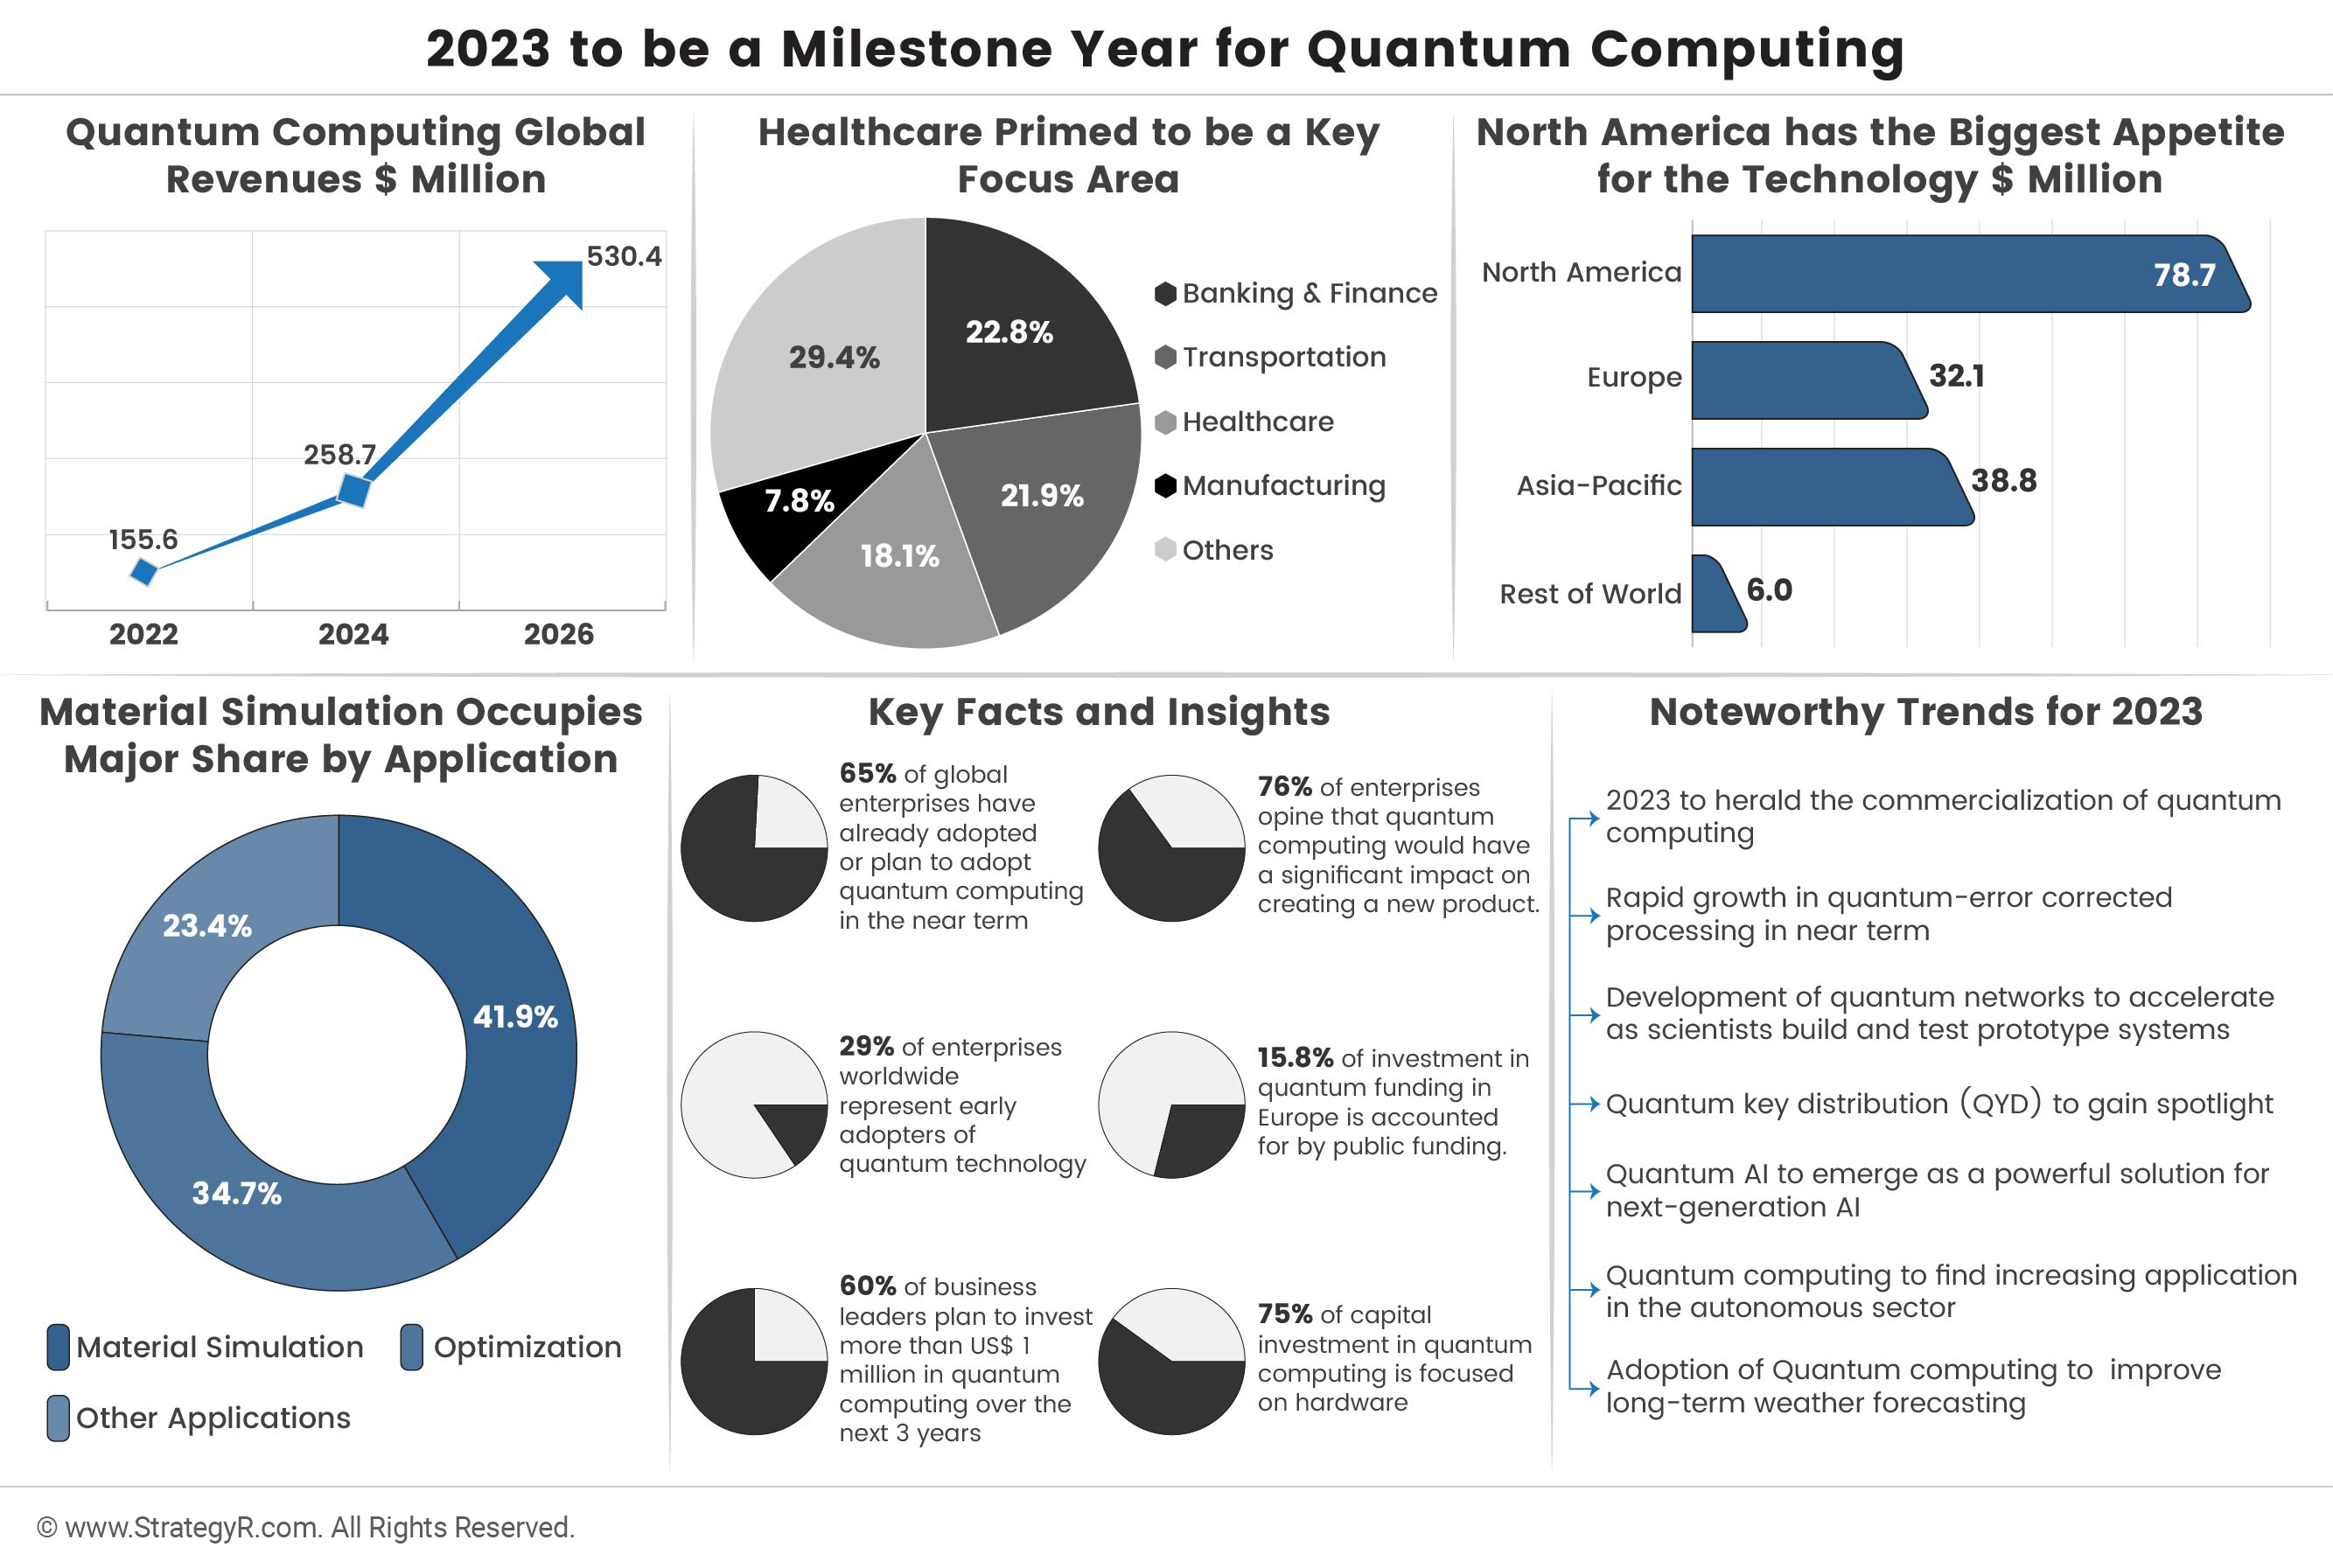 2023 to be a Milestone Year for Quantum Computing
Quantum Computing Global
Revenues $ Million
530.4
258.7
155.6
2022
2024
2026
Healthcare Primed to be a Key
Focus Area
22.8%
29.4%
21.9%
7.8%
18.1%
Banking & Finance
Transportation
Healthcare
Manufacturing
Others
North America has the Biggest Appetite
for the Technology $ Million
North America
78.7
Europe
32.1
Asia-Pacific
38.8
Rest of World
6.0
Material Simulation Occupies
Major Share by Application
23.4%
41.9%
34.7%
Material Simulation
Optimization
Other Applications
Key Facts and Insights
65% of global
enterprises have
already adopted
or plan to adopt
quantum computing
in the near term
76% of enterprises
opine that quantum
computing would have
a significant impact on
creating a new product.
29% of enterprises
worldwide
represent early
adopters of
quantum technology
15.8% of investment in
quantum funding in
Europe is accounted
for by public funding.
60% of business
leaders plan to invest
more than US$ 1
million in quantum
computing over the
next 3 years
75% of capital
investment in quantum
computing is focused
on hardware
Noteworthy Trends for 2023
2023 to herald the commercialization of quantum
computing
Rapid growth in quantum-error corrected
processing in near term
Development of quantum networks to accelerate
as scientists build and test prototype systems
Quantum key distribution (QYD) to gain spotlight
Quantum AI to emerge as a powerful solution for
next-generation AI
Quantum computing to find increasing application
in the autonomous sector
Adoption of Quantum computing to  improve
long-term weather forecasting
© www.StrategyR.com. All Rights Reserved.